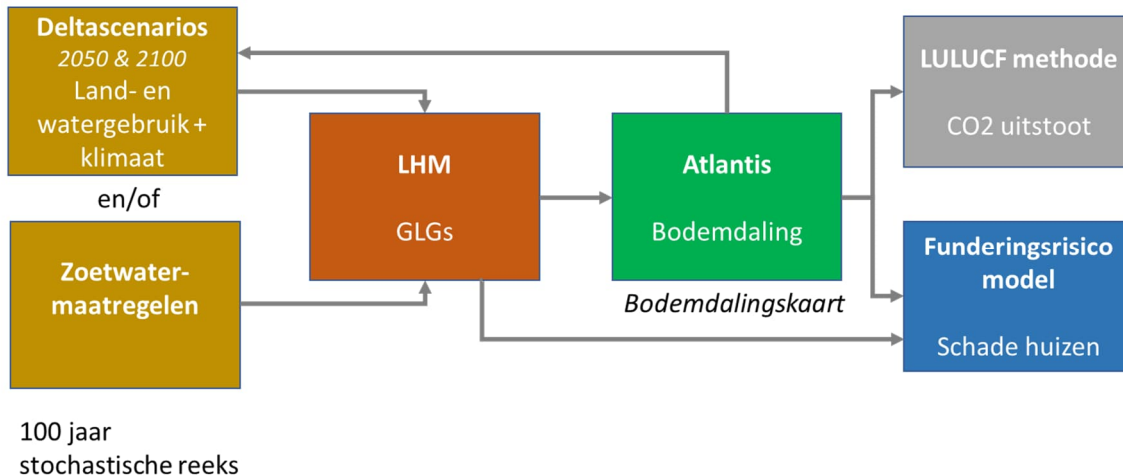 Deltascenarios
2050 & 2100
Land- en
watergebruik +
klimaat
en/of
Zoetwater-
maatregelen
100 jaar
stochastische reeks
LHM
GLGs
Atlantis
Bodemdaling
Bodemdalingskaart
LULUCF methode
CO2 uitstoot
Funderingsrisico
model
Schade huizen